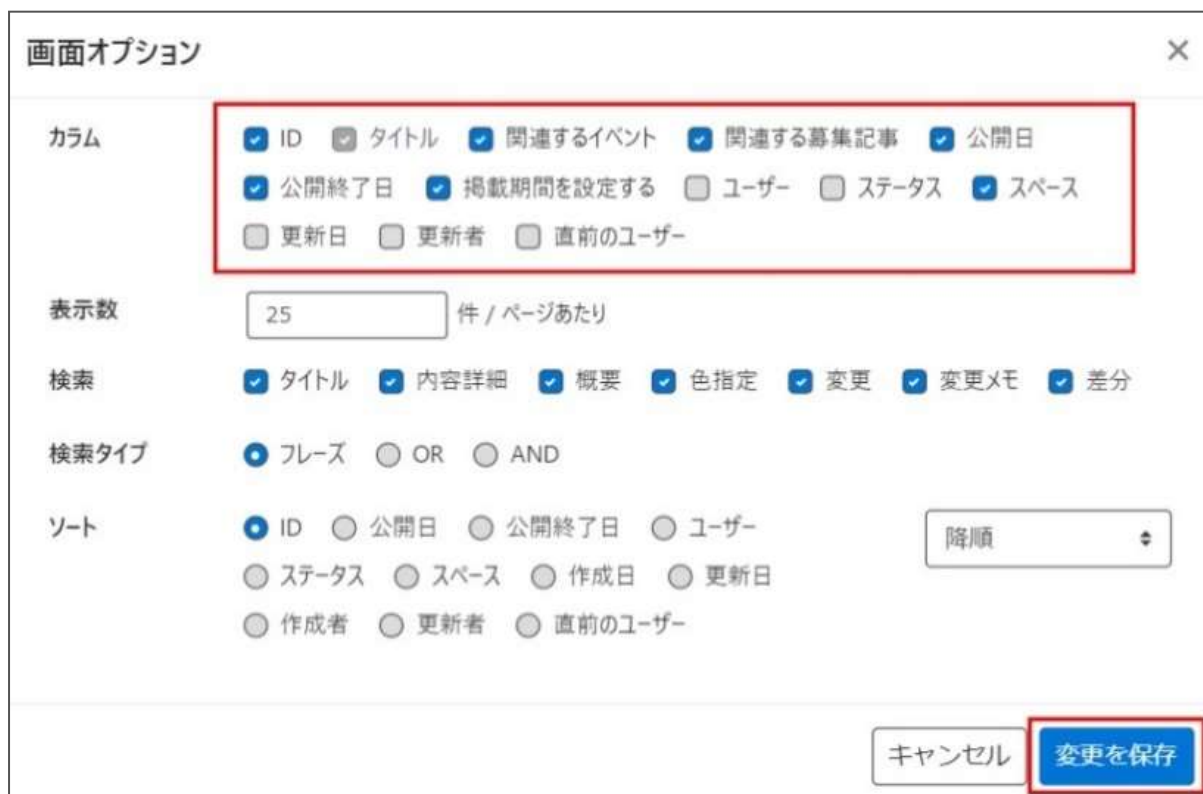 画面オプション
カラム ID タイトル 関連するイベント 関連する募集記事 公開日
公開終了日 掲載期間を設定する ユーザー ステータス スペース
更新日 更新者 直前のユーザー
表示数 25 件 / ページあたり
検索 タイトル 内容詳細 概要 色指定 変更 変更メモ 差分
検索タイプ フレーズ OR AND
ソート ID 公開日 公開終了日 ユーザー 降順
ステータス スペース 作成日 更新日
作成者 更新者 直前のユーザー
キャンセル 変更を保存